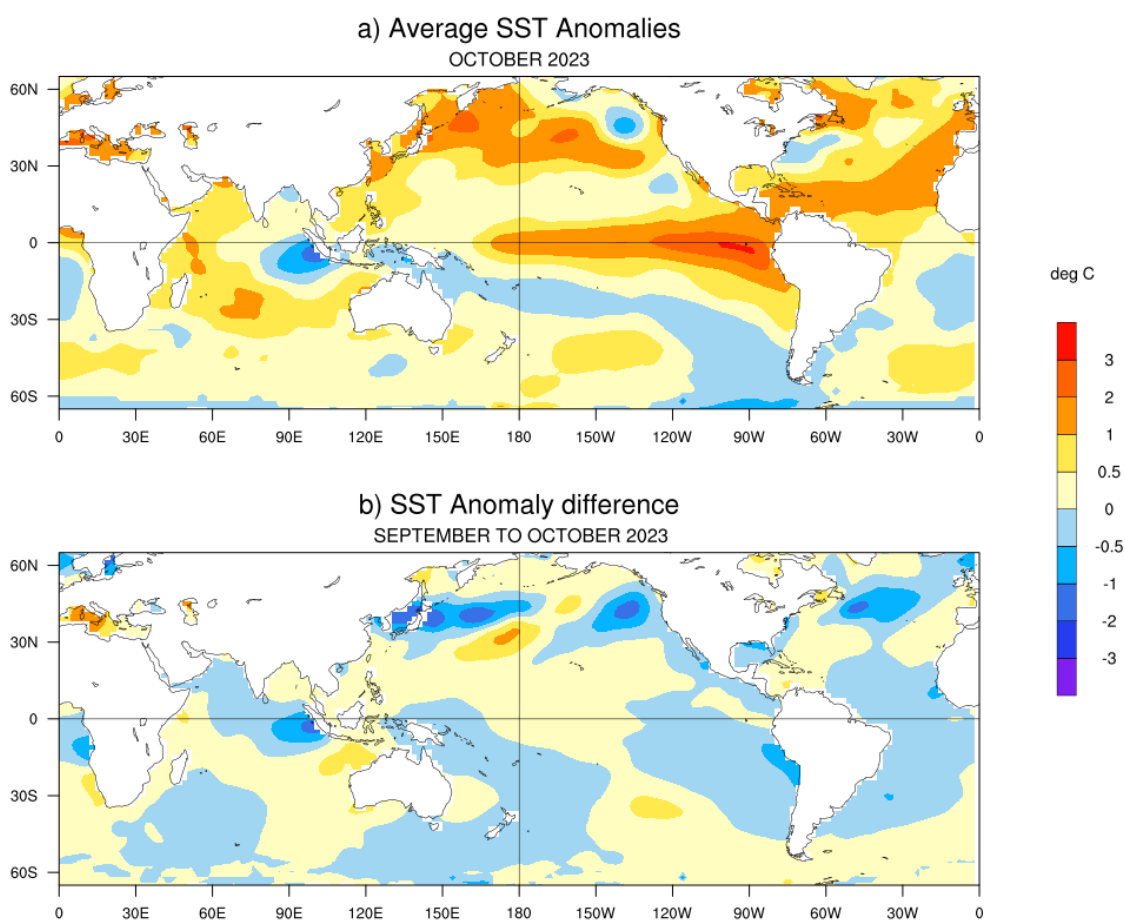 a) Average SST Anomalies
OCTOBER 2023
60N
30N
0
30S
60S
0 30E 60E 90E 120E 150E 180 150W 120W 90W 60W 30W 0
deg C
3
2
1
0.5
0
-0.5
-1
-2
-3
b) SST Anomaly difference
SEPTEMBER TO OCTOBER 2023
60N
30N
0
30S
60S
0 30E 60E 90E 120E 150E 180 150W 120W 90W 60W 30W 0